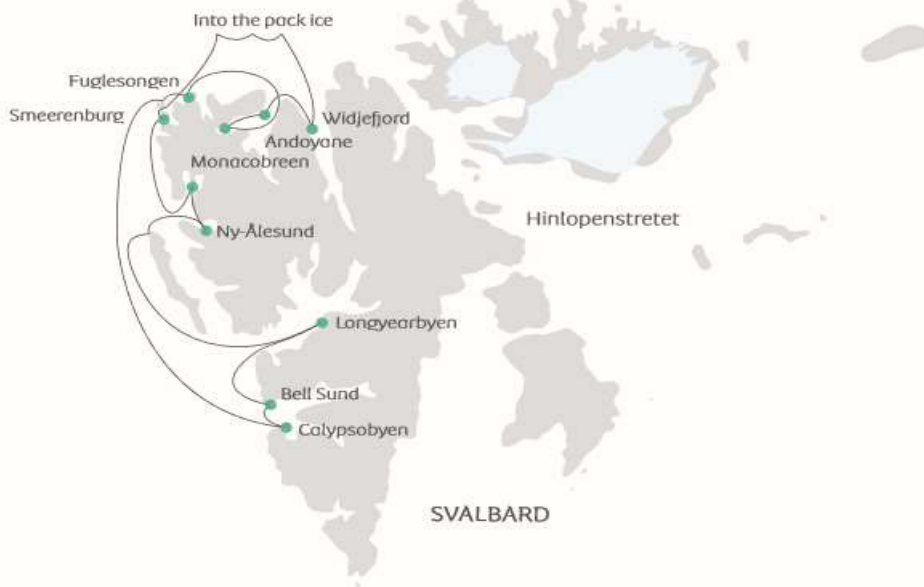 Into the pack ice
Fuglesongen
Smeerenburg
Widjefjord
Andoyane
Monacobreen
Hinlopenstretet
Ny-Ålesund
Longyearbyen
Bell Sund
Calypsobyen
SVALBARD